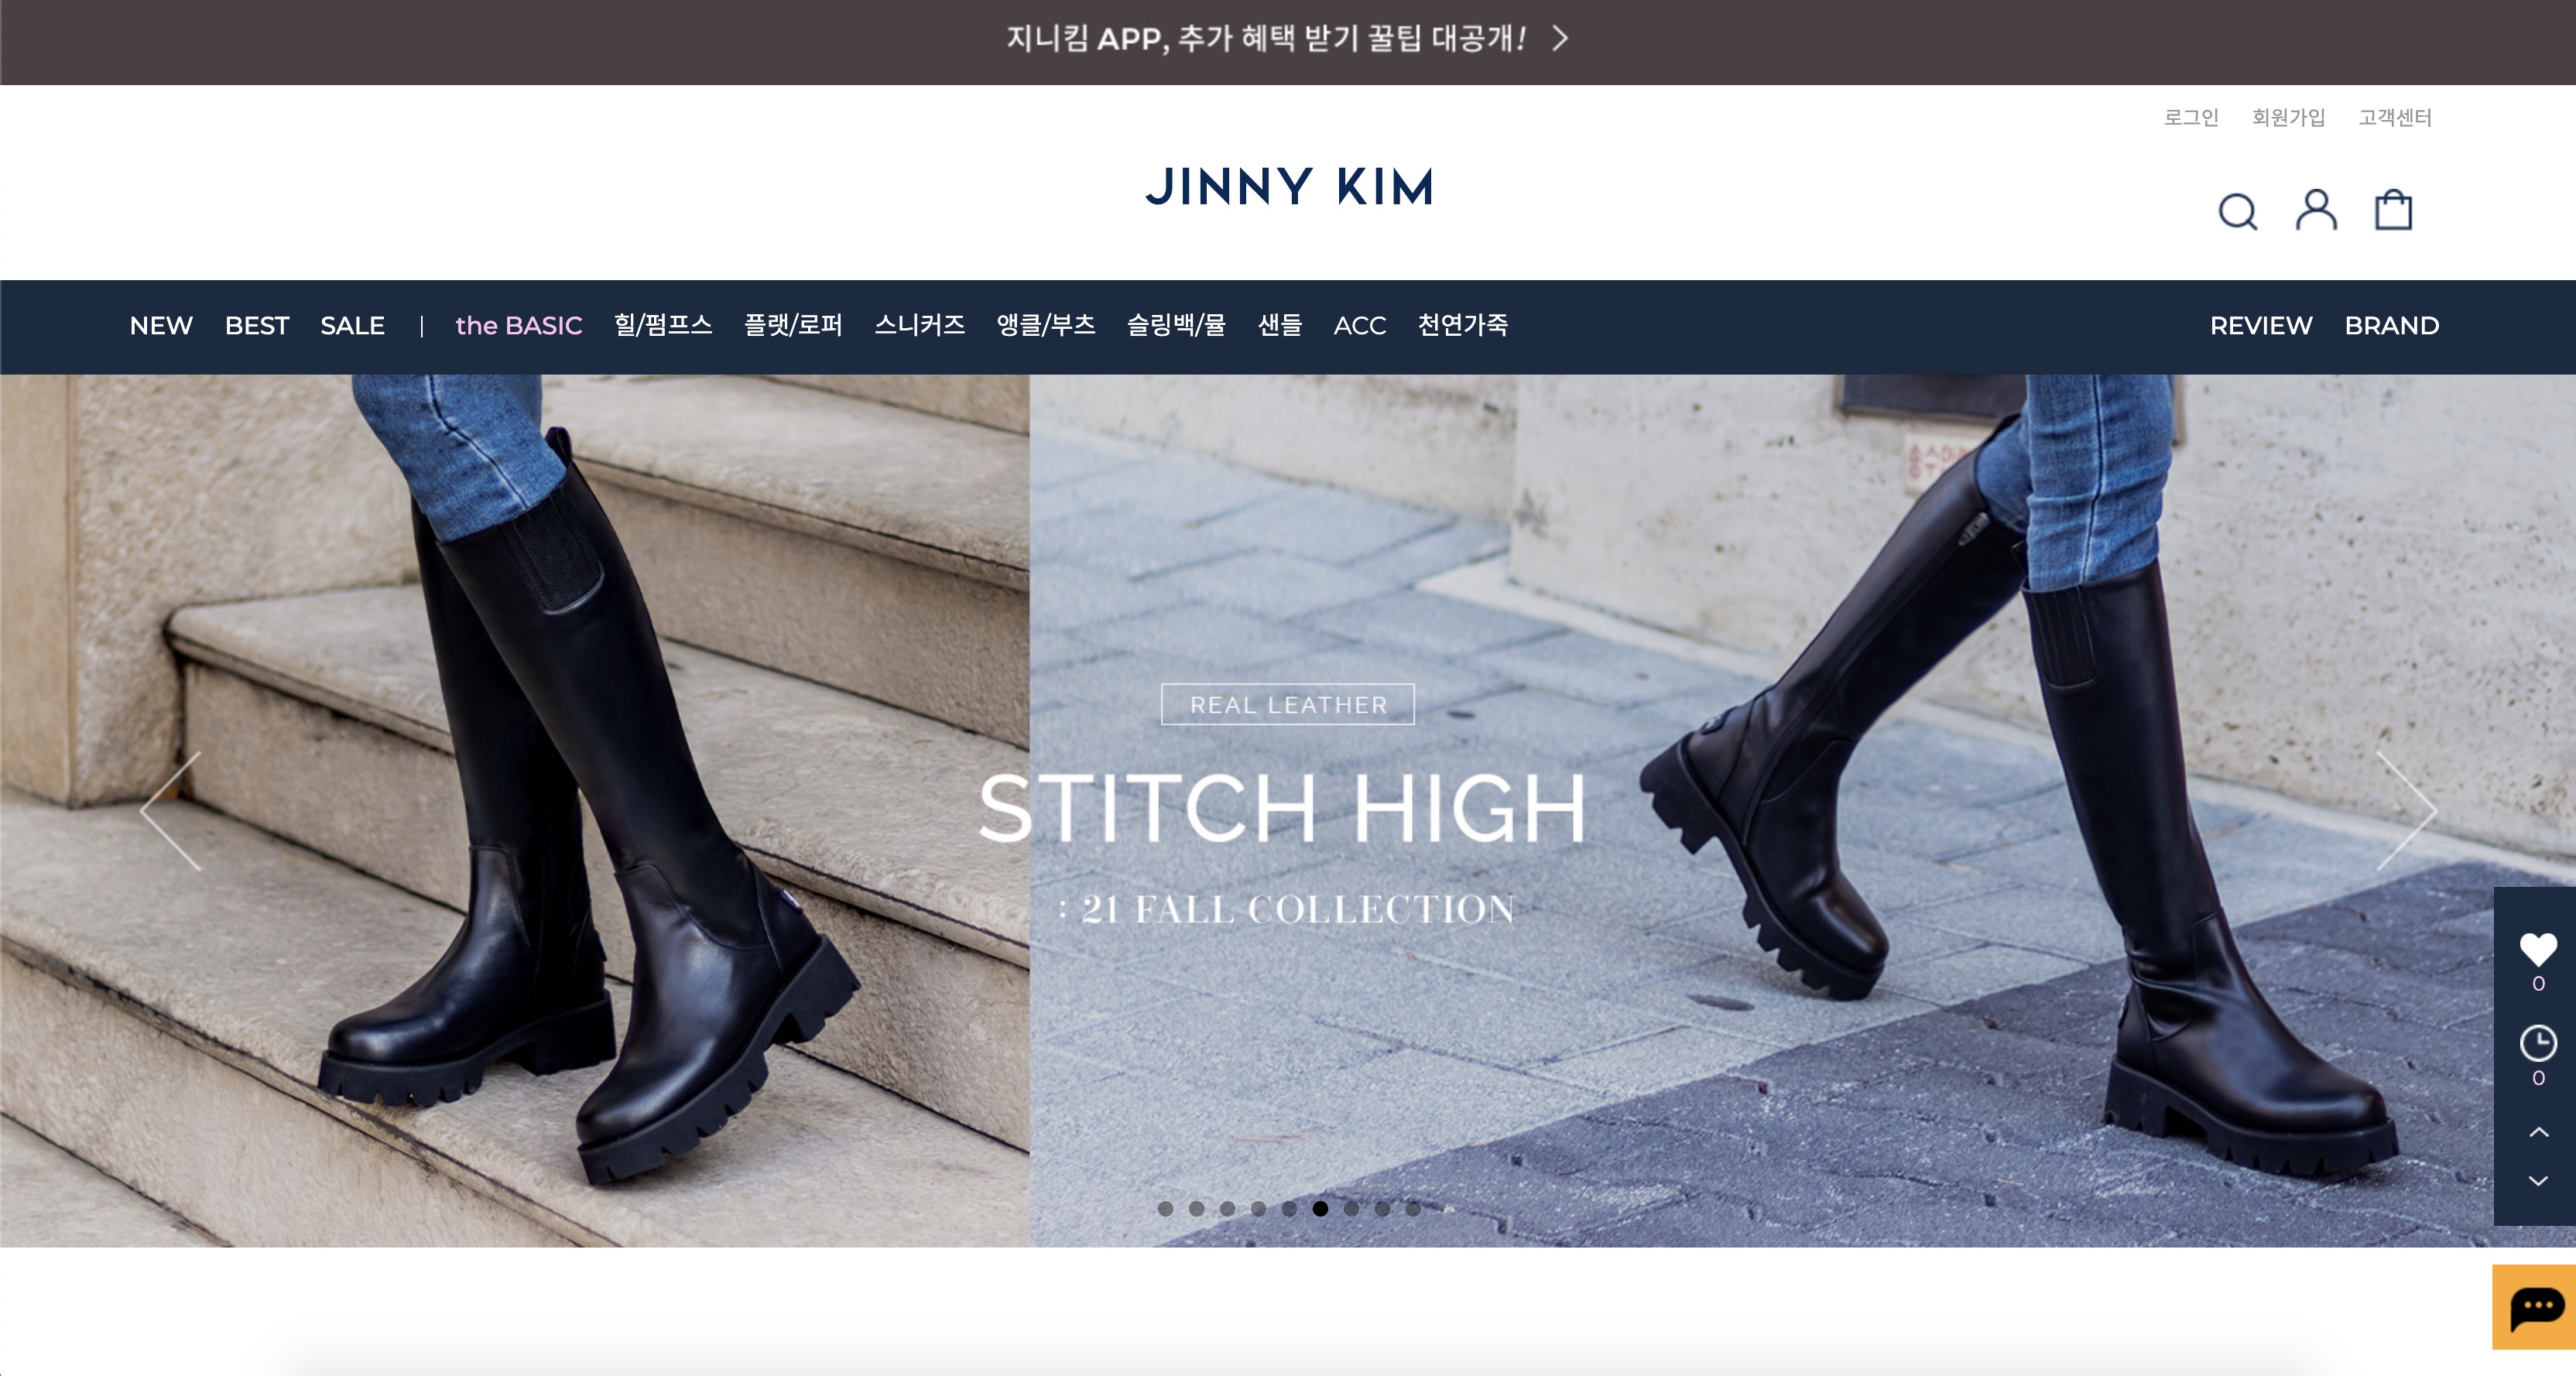 지니킴 APP, 추가 혜택 받기 꿀팁 대공개!
로그인 회원가입 고객센터
JINNY KIM
NEW BEST SALE | the BASIC 힐/펌프스 플랫/로퍼 스니커즈 앵클/부츠 슬링백/뮬 샌들 ACC 천연가죽 REVIEW BRAND
REAL LEATHER
STITCH HIGH
: 21 FALL COLLECTION
0
0